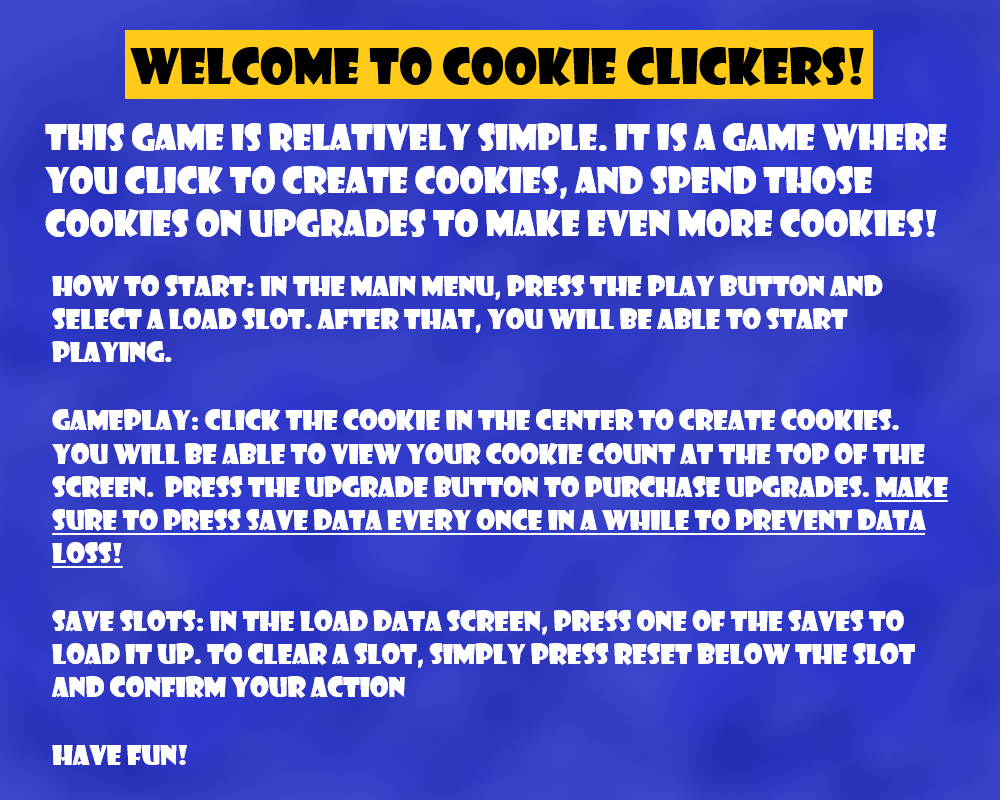 WELCOME TO COOKIE CLICKERS!
THIS GAME IS RELATIVELY SIMPLE. IT IS A GAME WHERE
YOU CLICK TO CREATE COOKIES, AND SPEND THOSE
COOKIES ON UPGRADES TO MAKE EVEN MORE COOKIES!
HOW TO START: IN THE MAIN MENU, PRESS THE PLAY BUTTON AND
SELECT A LOAD SLOT. AFTER THAT, YOU WILL BE ABLE TO START
PLAYING.
GAMEPLAY: CLICK THE COOKIE IN THE CENTER TO CREATE COOKIES.
YOU WILL BE ABLE TO VIEW YOUR COOKIE COUNT AT THE TOP OF THE
SCREEN. PRESS THE UPGRADE BUTTON TO PURCHASE UPGRADES. MAKE
SURE TO PRESS SAVE DATA EVERY ONCE IN A WHILE TO PREVENT DATA
LOSS!
SAVE SLOTS: IN THE LOAD DATA SCREEN, PRESS ONE OF THE SAVES TO
LOAD IT UP. TO CLEAR A SLOT, SIMPLY PRESS RESET BELOW THE SLOT
AND CONFIRM YOUR ACTION
HAVE FUN!